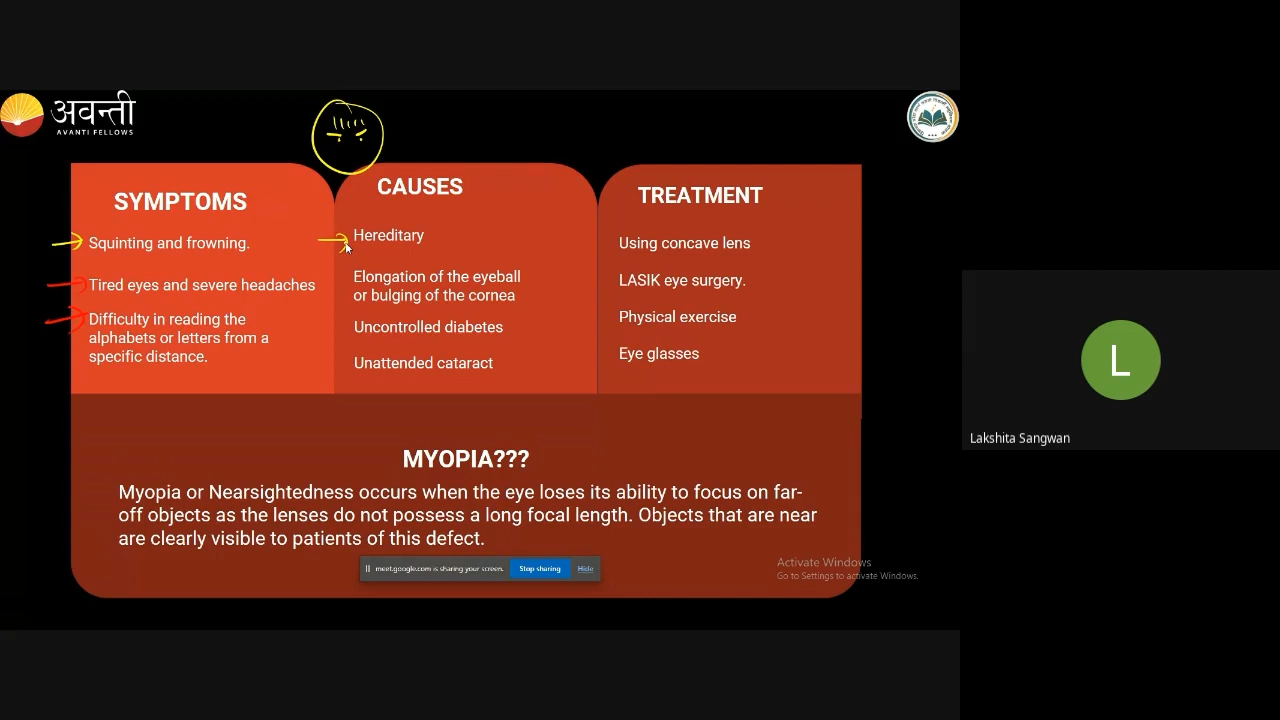 अवन्ती
AVANTI FELLOWS
SYMPTOMS
Squinting and frowning.
Tired eyes and severe headaches
Difficulty in reading the
alphabets or letters from a
specific distance.
CAUSES
Hereditary
Elongation of the eyeball
or bulging of the cornea
Uncontrolled diabetes
Unattended cataract
TREATMENT
Using concave lens
LASIK eye surgery.
Physical exercise
Eye glasses
MYOPIA???
Myopia or Nearsightedness occurs when the eye loses its ability to focus on far-
off objects as the lenses do not possess a long focal length. Objects that are near
are clearly visible to patients of this defect.
meet.google.com is sharing your screen.
Stop sharing
Hide
Activate Windows
Go to Settings to activate Windows.
L
Lakshita Sangwan